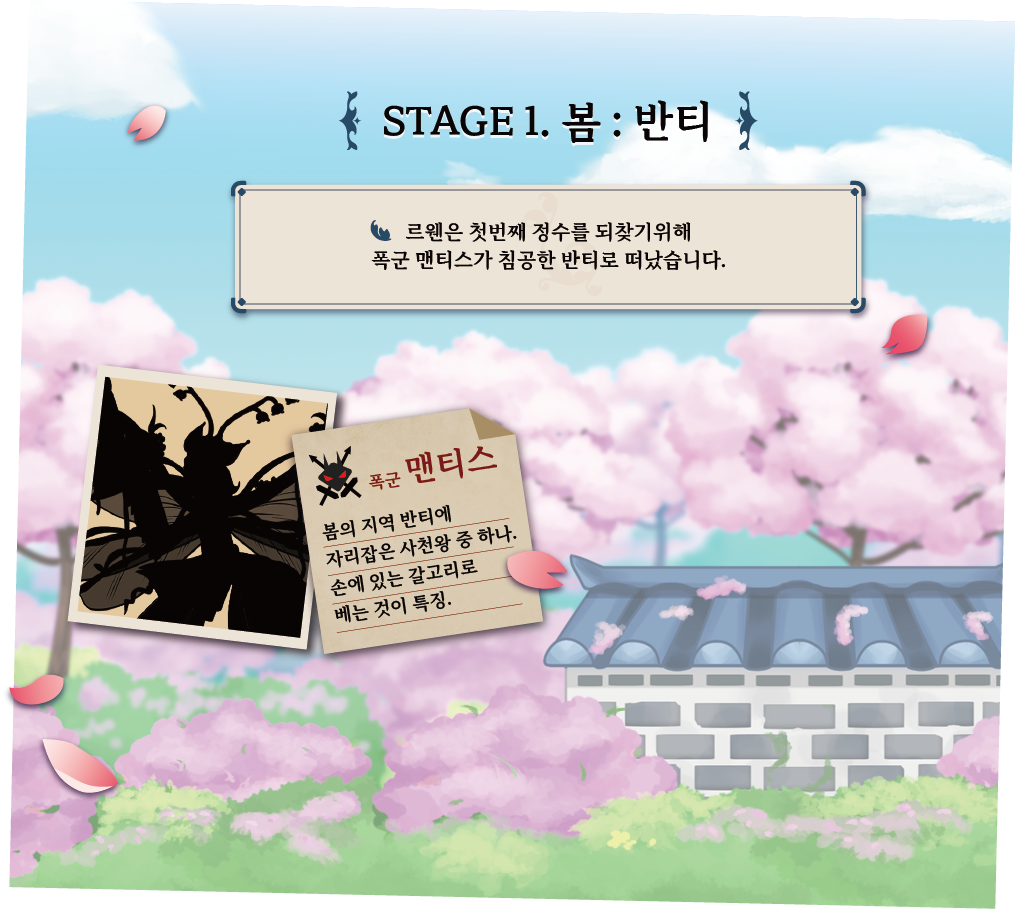 STAGE 1. 봄 : 반티
르웬은 첫번째 정수를 되찾기위해
폭군 맨티스가 침공한 반티로 떠났습니다.
폭군 맨티스
봄의 지역 반티에
자리잡은 사천왕 중 하나.
손에 있는 갈고리로
베는 것이 특징.